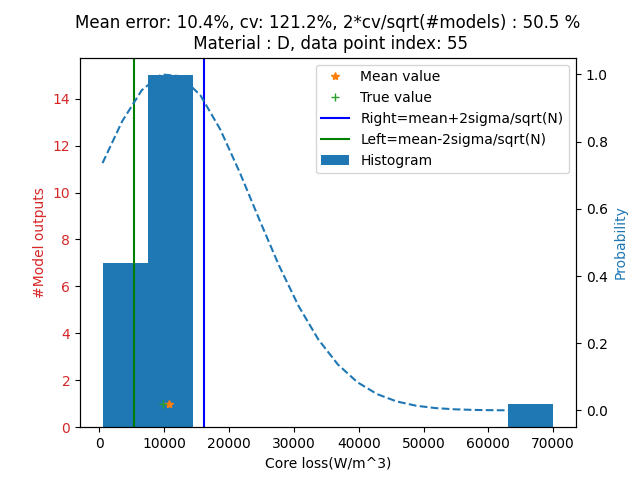 Mean error: 10.4%, cv: 121.2%, 2*cv/sqrt(#models) : 50.5 %
Material : D, data point index: 55
Mean value
True value
Right=mean+2sigma/sqrt(N)
Left=mean-2sigma/sqrt(N)
Histogram
#Model outputs
14
12
10
8
6
4
2
0
1.0
0.8
0.6
0.4
0.2
0.0
Probability
0 10000 20000 30000 40000 50000 60000 70000
Core loss(W/m^3)